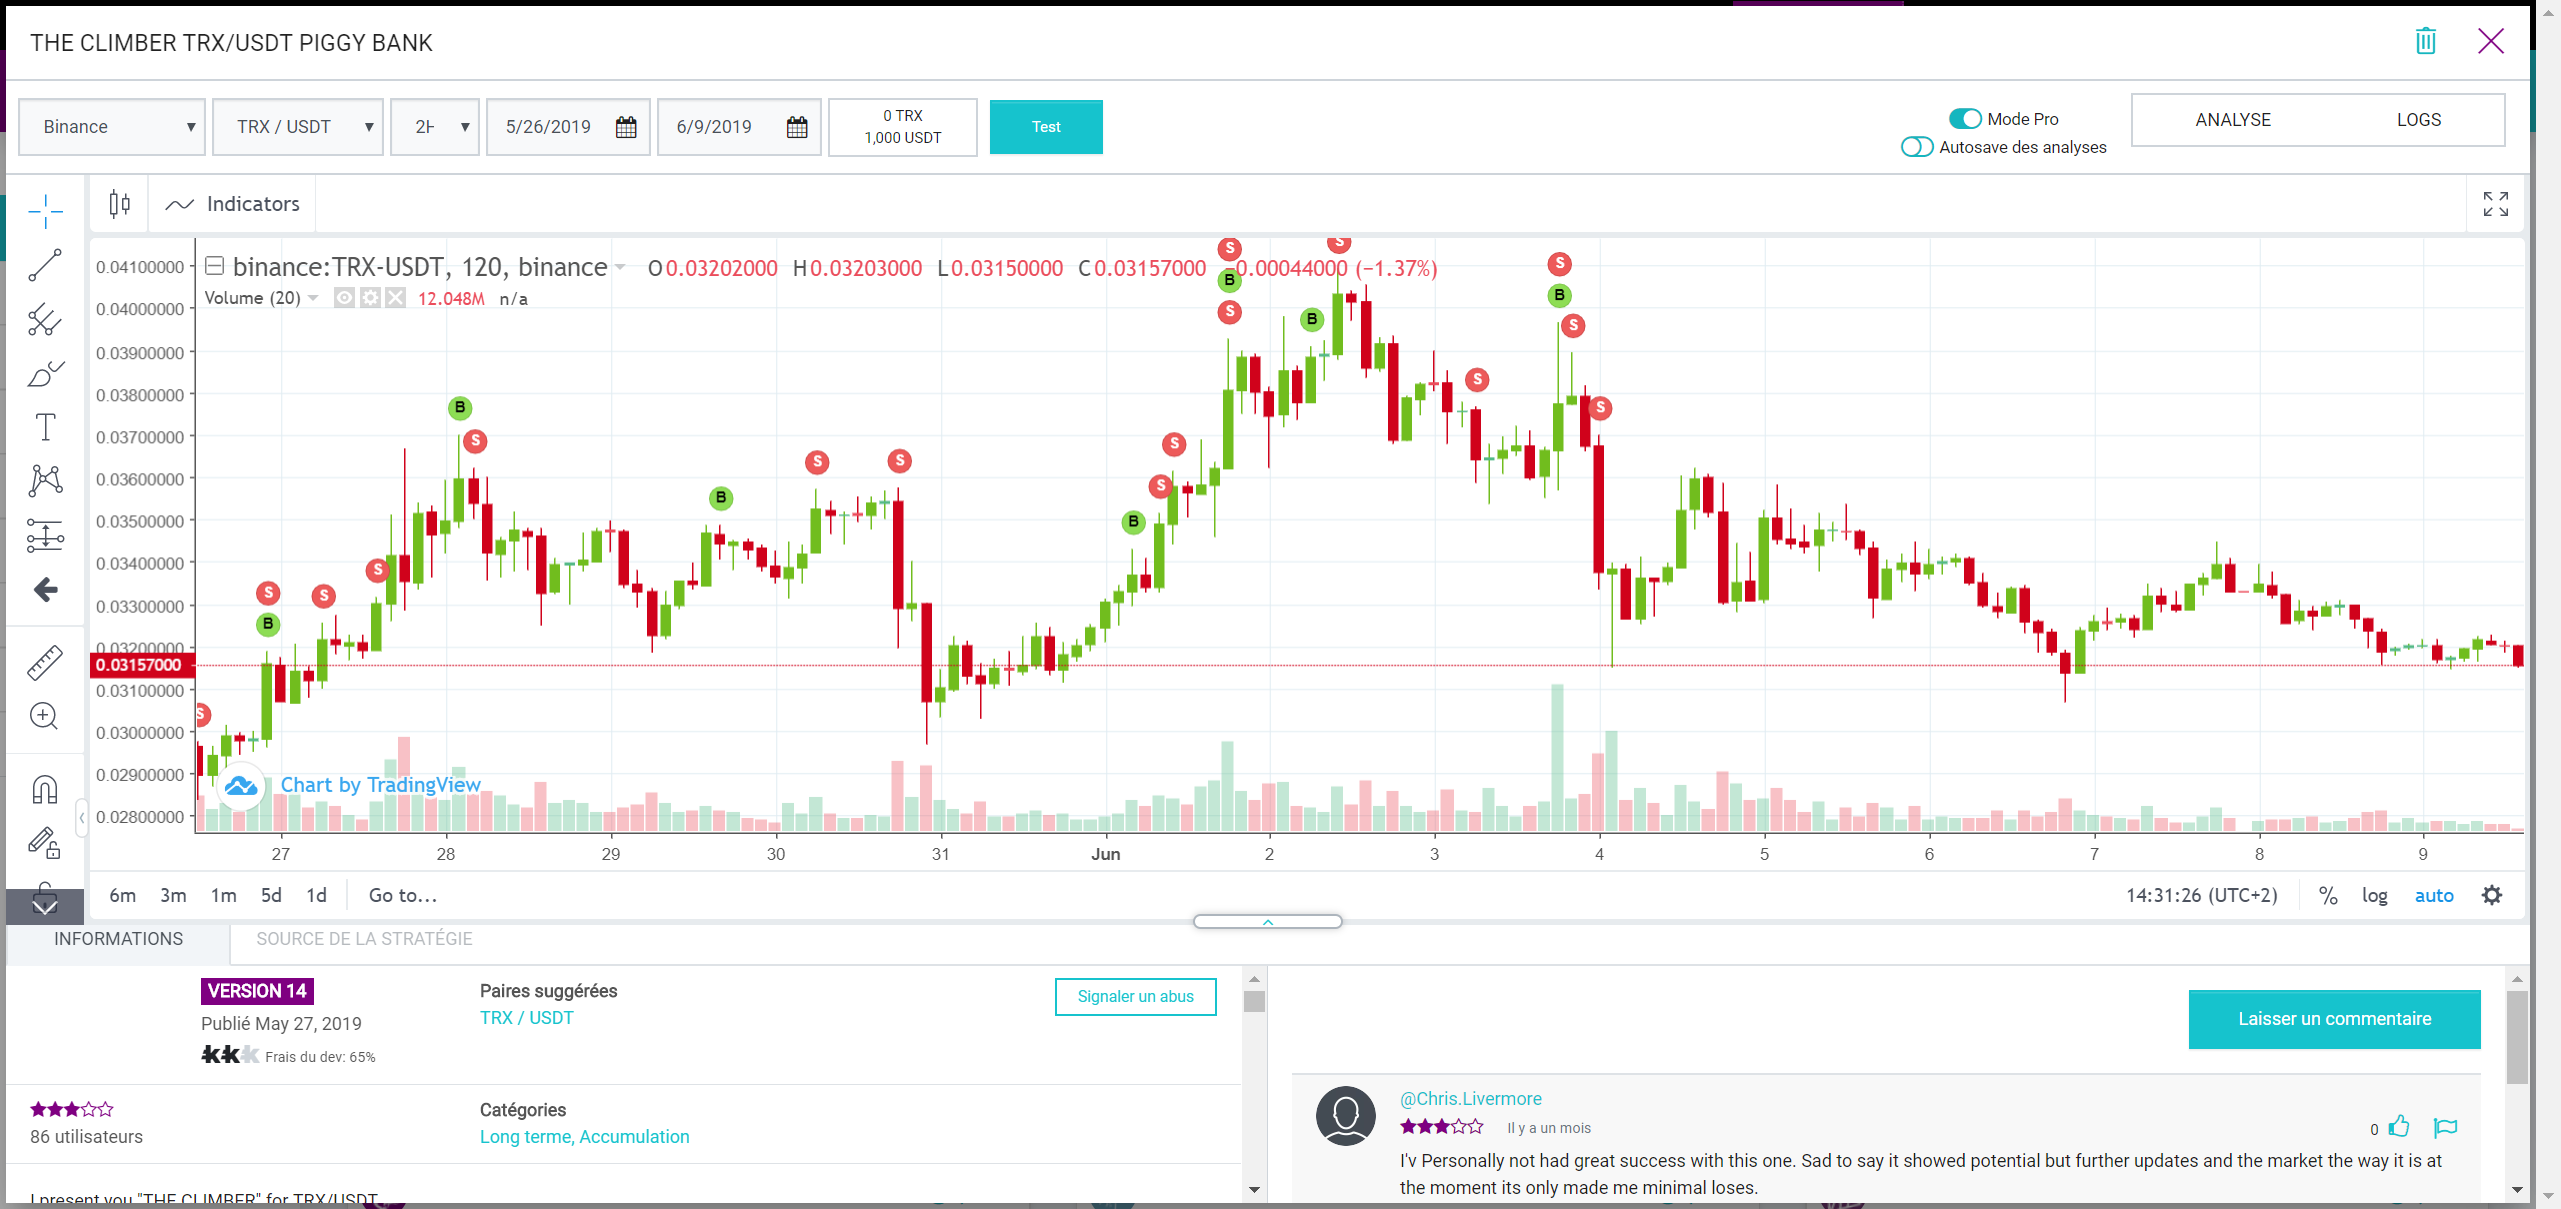 THE CLIMBER TRX/USDT PIGGY BANK
Binance
TRX / USDT
5/26/2019
6/9/2019
0 TRX
1,000 USDT
Test
Mode Pro
Autosave des analyses
ANALYSE
LOGS
Indicators
binance:TRX-USDT, 120, binance O0.03202000 H0.03203000 L0.03150000 C0.03157000 −0.00044000 (−1.37%)
Volume (20) 12.048M n/a
0.04100000
0.04000000
0.03900000
0.03800000
0.03700000
0.03600000
0.03500000
0.03400000
0.03300000
0.03200000
0.03157000
0.03100000
0.03000000
0.02900000
0.02800000
S
B
S
S
S
B
S
B
S
S
B
S
S
S
B
S
B
S
S
S
B
S
S
Chart by TradingView
27 28 29 30 31 Jun 2 3 4 5 6 7 8 9
6m 3m 1m 5d 1d Go to...
14:31:26 (UTC+2) % log auto
INFORMATIONS
SOURCE DE LA STRATÉGIE
VERSION 14
Publié May 27, 2019
Frais du dev: 65%
Paires suggérées
TRX / USDT
Signaler un abus
86 utilisateurs
Catégories
Long terme, Accumulation
I present you "THE CLIMBER" for TRX/USDT
Laisser un commentaire
@Chris.Livermore
Il y a un mois
0
I'v Personally not had great success with this one. Sad to say it showed potential but further updates and the market the way it is at
the moment its only made me minimal loses.